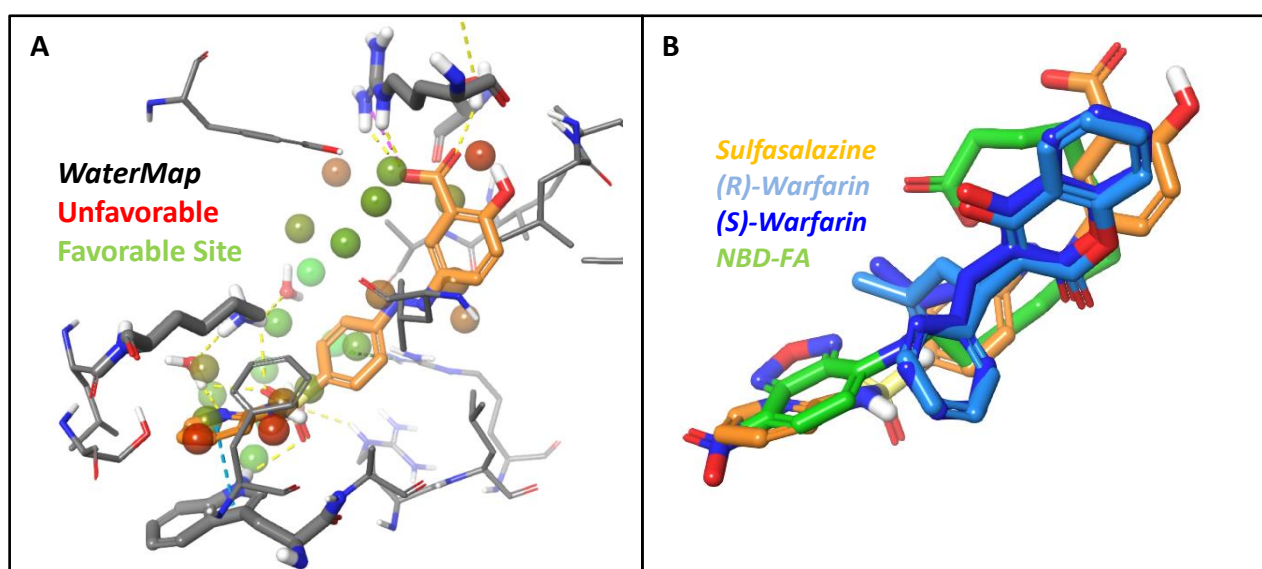 A
WaterMap
Unfavorable
Favorable Site
B
Sulfasalazine
(R)-Warfarin
(S)-Warfarin
NBD-FA